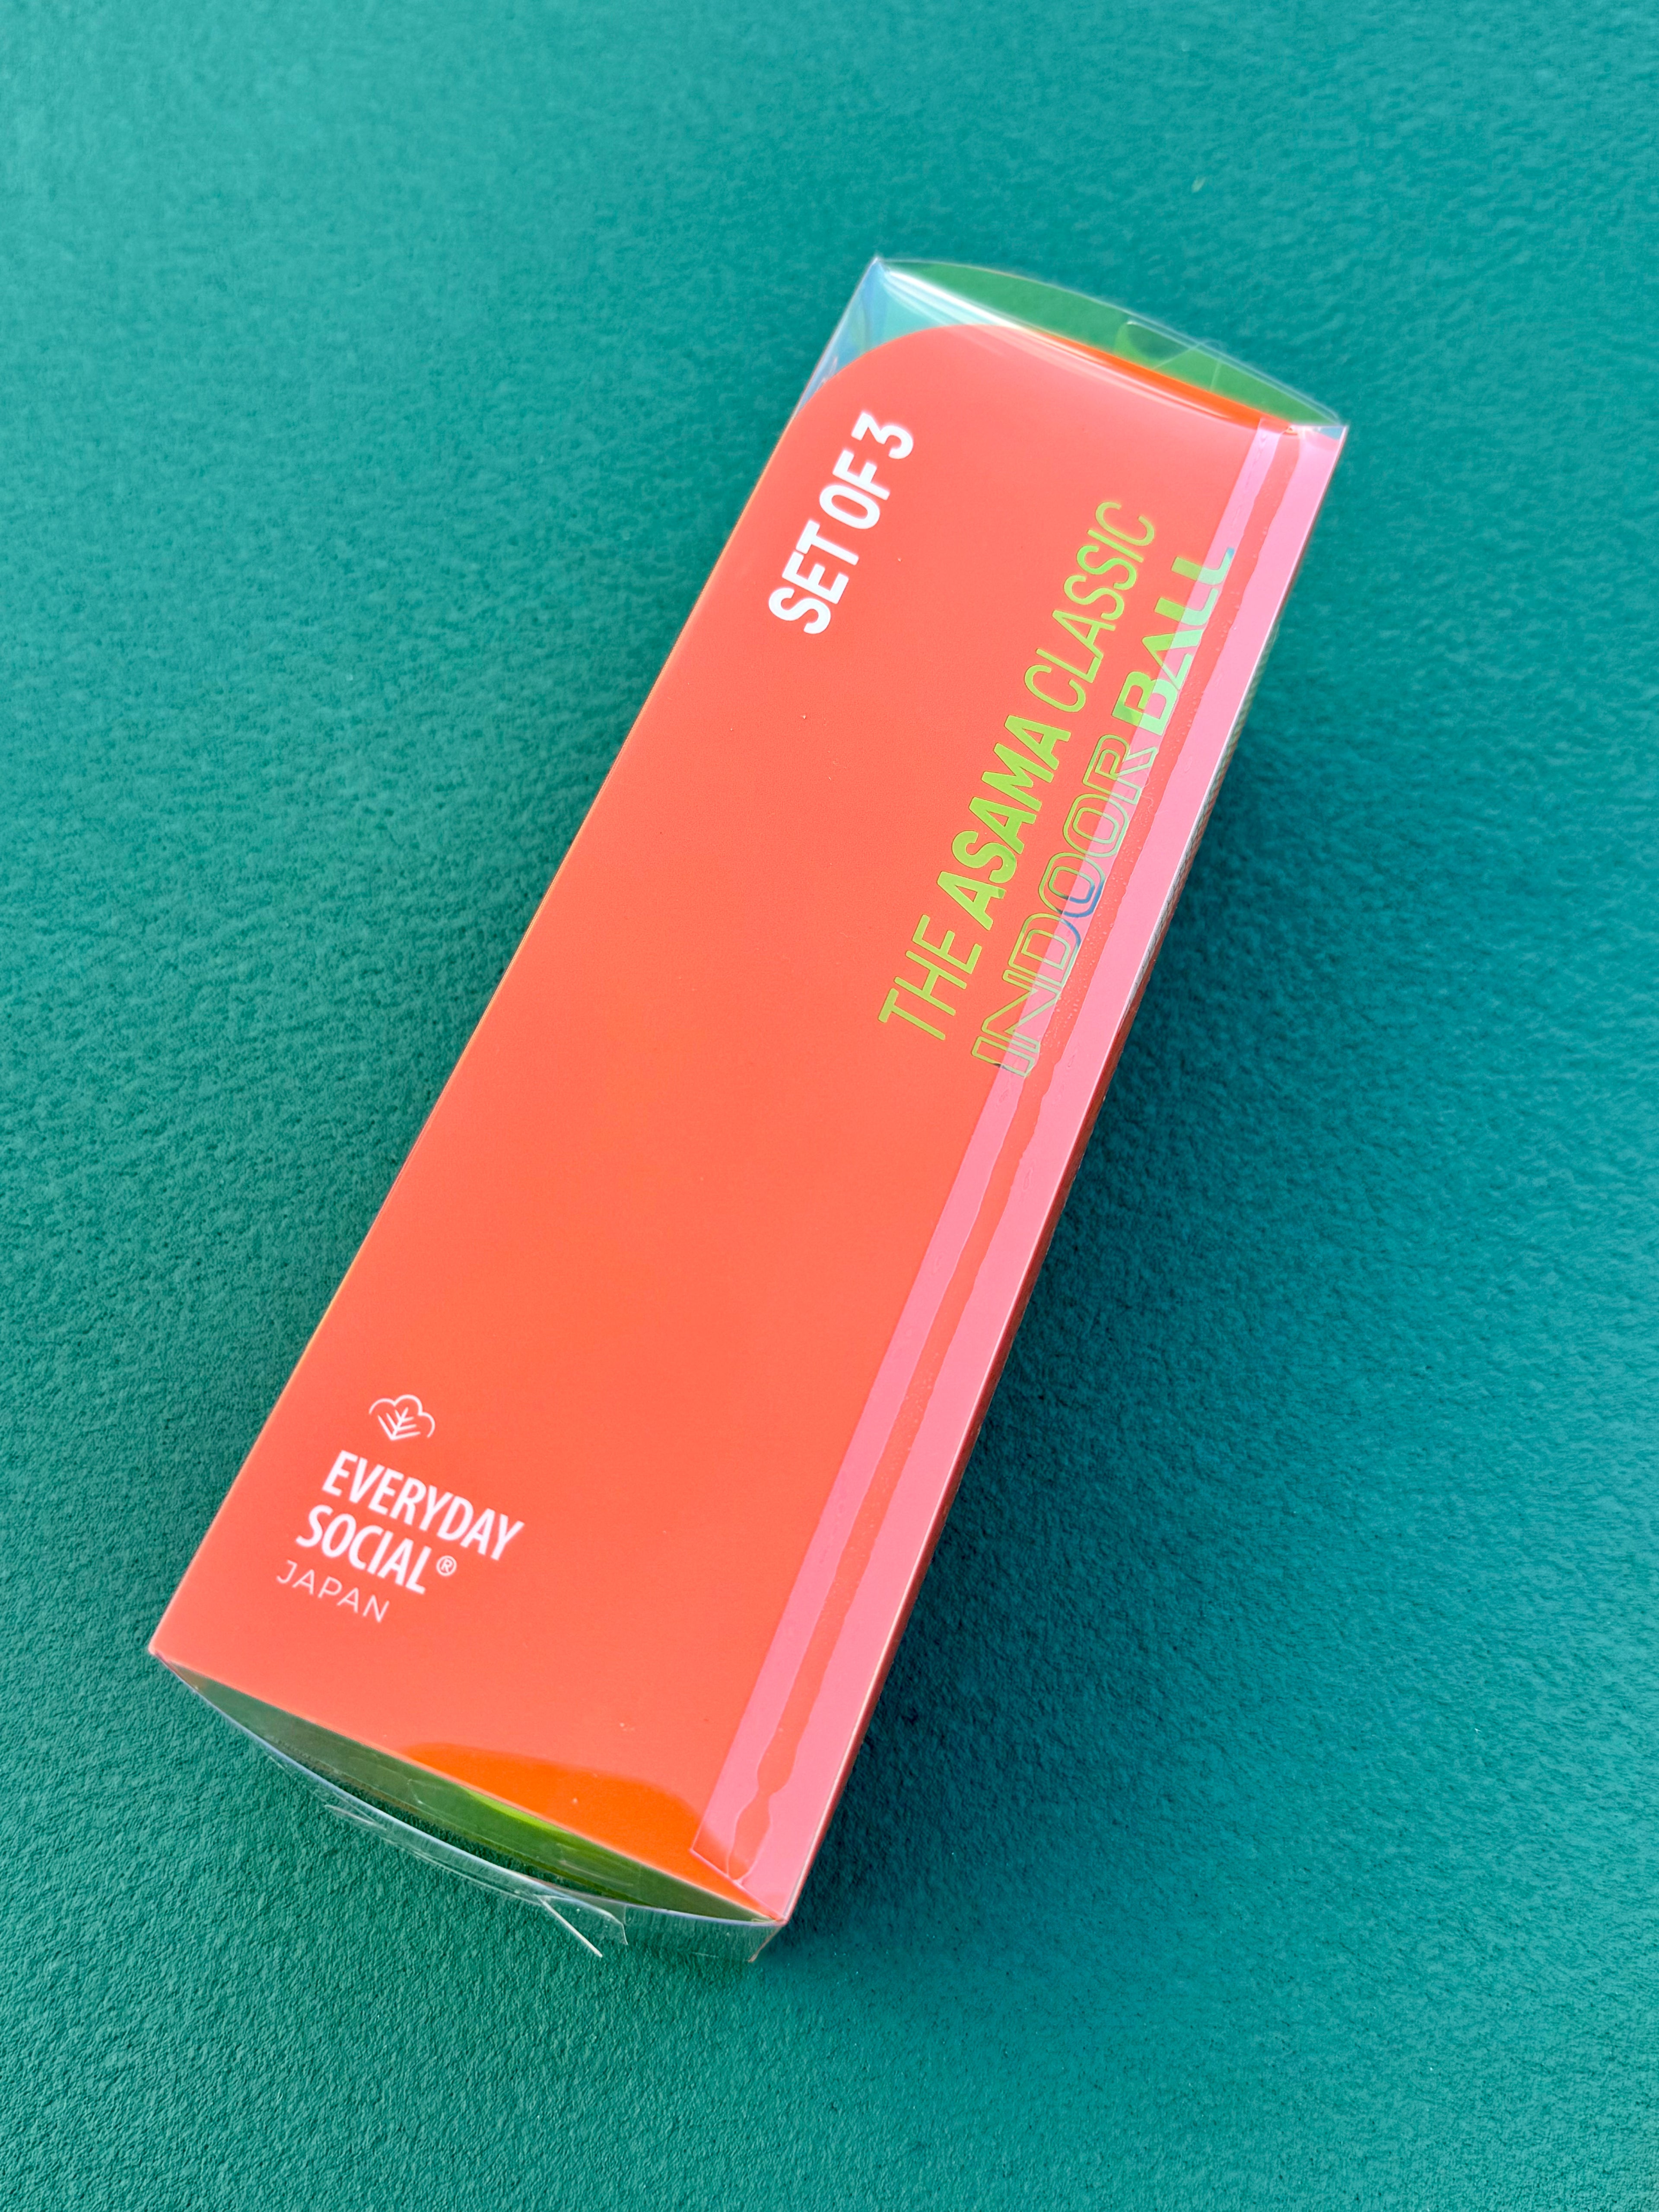 SET OF 3
THE ASAMA CLASSIC
INDOOR BALL
EVERYDAY
SOCIAL®
JAPAN